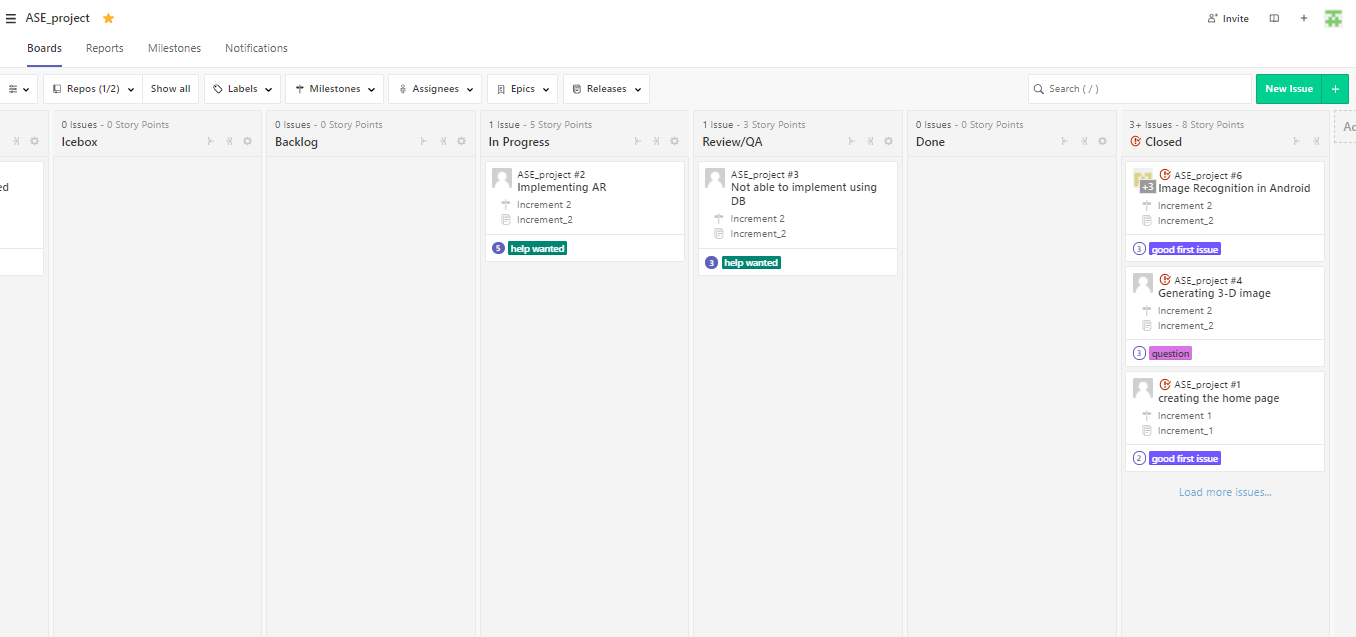 ASE_project
Invite
Boards Reports Milestones Notifications
Repos (1/2) Show all Labels Milestones Assignees Epics Releases Search ( / ) New Issue +
ed
0 Issues - 0 Story Points
Icebox
0 Issues - 0 Story Points
Backlog
1 Issue - 5 Story Points
In Progress
ASE_project #2
Implementing AR
Increment 2
Increment_2
5 help wanted
1 Issue - 3 Story Points
Review/QA
ASE_project #3
Not able to implement using
DB
Increment 2
Increment_2
3 help wanted
0 Issues - 0 Story Points
Done
3+ Issues - 8 Story Points
Closed
+3
ASE_project #6
Image Recognition in Android
Increment 2
Increment_2
3 good first issue
ASE_project #4
Generating 3-D image
Increment 2
Increment_2
3 question
ASE_project #1
creating the home page
Increment 1
Increment_1
2 good first issue
Load more issues...
Ad